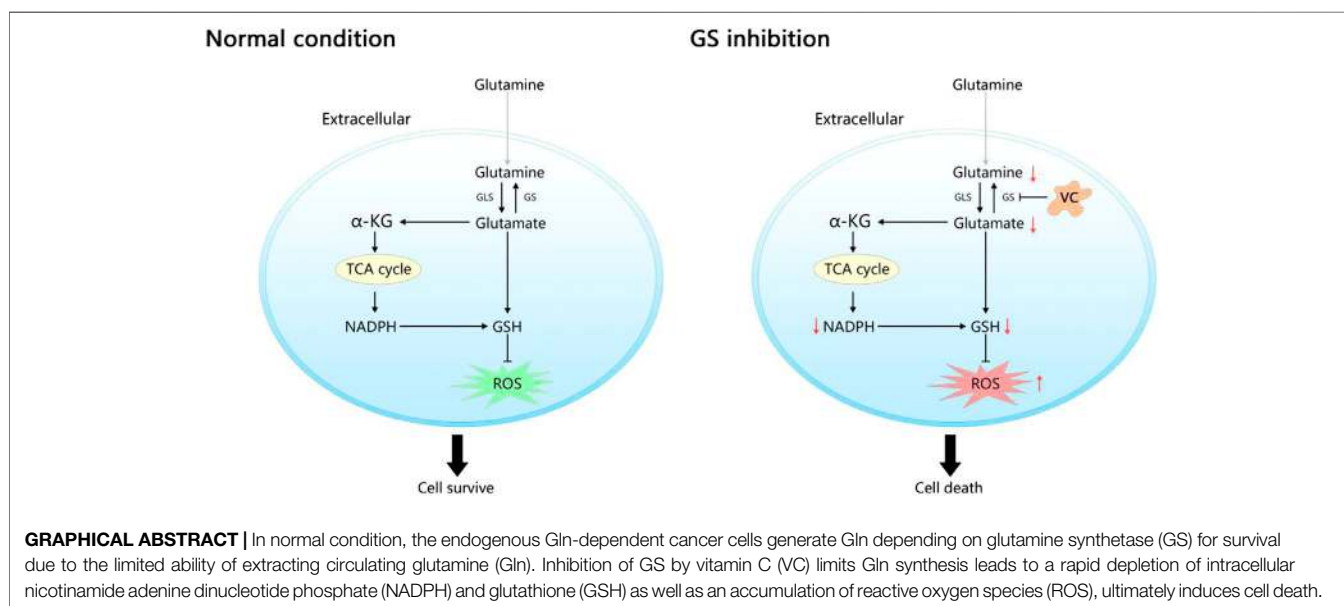 Normal condition
GS inhibition
Glutamine
Extracellular
Glutamine
GLS
GS
α-KG
Glutamate
TCA cycle
NADPH
GSH
ROS
Cell survive
Glutamine
Extracellular
Glutamine ↓
GLS
GS
VC
α-KG
Glutamate ↓
TCA cycle
↓ NADPH
GSH ↓
ROS ↑
Cell death
GRAPHICAL ABSTRACT | In normal condition, the endogenous Gln-dependent cancer cells generate Gln depending on glutamine synthetase (GS) for survival
due to the limited ability of extracting circulating glutamine (Gln). Inhibition of GS by vitamin C (VC) limits Gln synthesis leads to a rapid depletion of intracellular
nicotinamide adenine dinucleotide phosphate (NADPH) and glutathione (GSH) as well as an accumulation of reactive oxygen species (ROS), ultimately induces cell death.